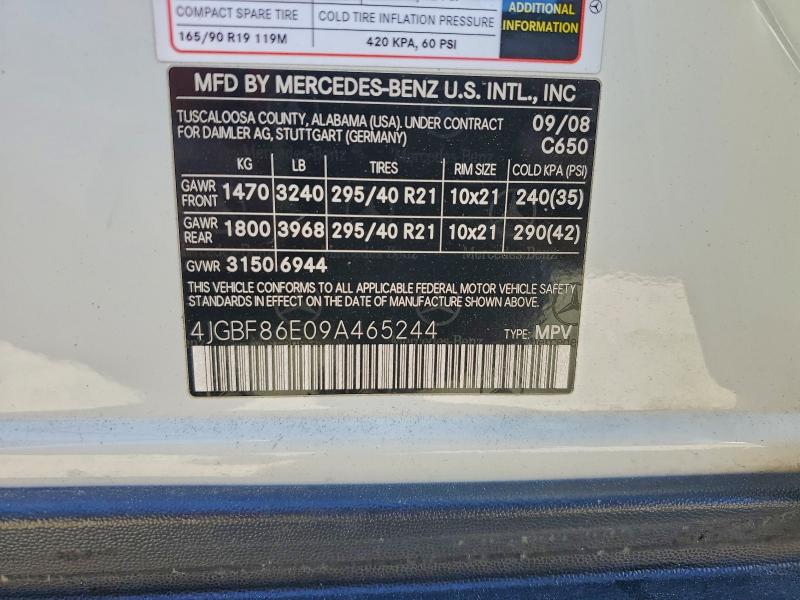 ADDITIONAL
INFORMATION
COMPACT SPARE TIRE COLD TIRE INFLATION PRESSURE
165/90 R19 119M 420 KPA, 60 PSI
MFD BY MERCEDES-BENZ U.S. INTL., INC
TUSCALOOSA COUNTY, ALABAMA (USA). UNDER CONTRACT 09/08
FOR DAIMLER AG, STUTTGART (GERMANY) C650
KG LB TIRES RIM SIZE COLD KPA (PSI)
GAWR FRONT 1470 3240 295/40 R21 10x21 240(35)
GAWR REAR 1800 3968 295/40 R21 10x21 290(42)
GVWR 3150 6944
THIS VEHICLE CONFORMS TO ALL APPLICABLE FEDERAL MOTOR VEHICLE SAFETY
STANDARDS IN EFFECT ON THE DATE OF MANUFACTURE SHOWN ABOVE.
4JGBF86E09A465244 TYPE: MPV